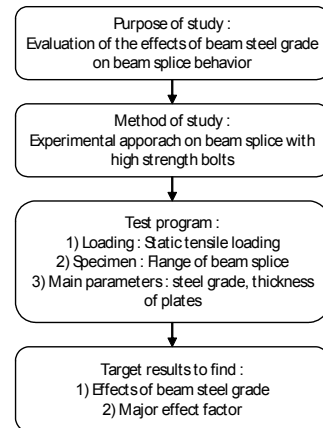 Purpose of study :
Evaluation of the effects of beam steel grade
on beam splice behavior
Method of study :
Experimental apporach on beam splice with
high strength bolts
Test program :
1) Loading : Static tensile loading
2) Specimen : Flange of beam splice
3) Main parameters : steel grade, thickness
of plates
Target results to find :
1) Effects of beam steel grade
2) Major effect factor